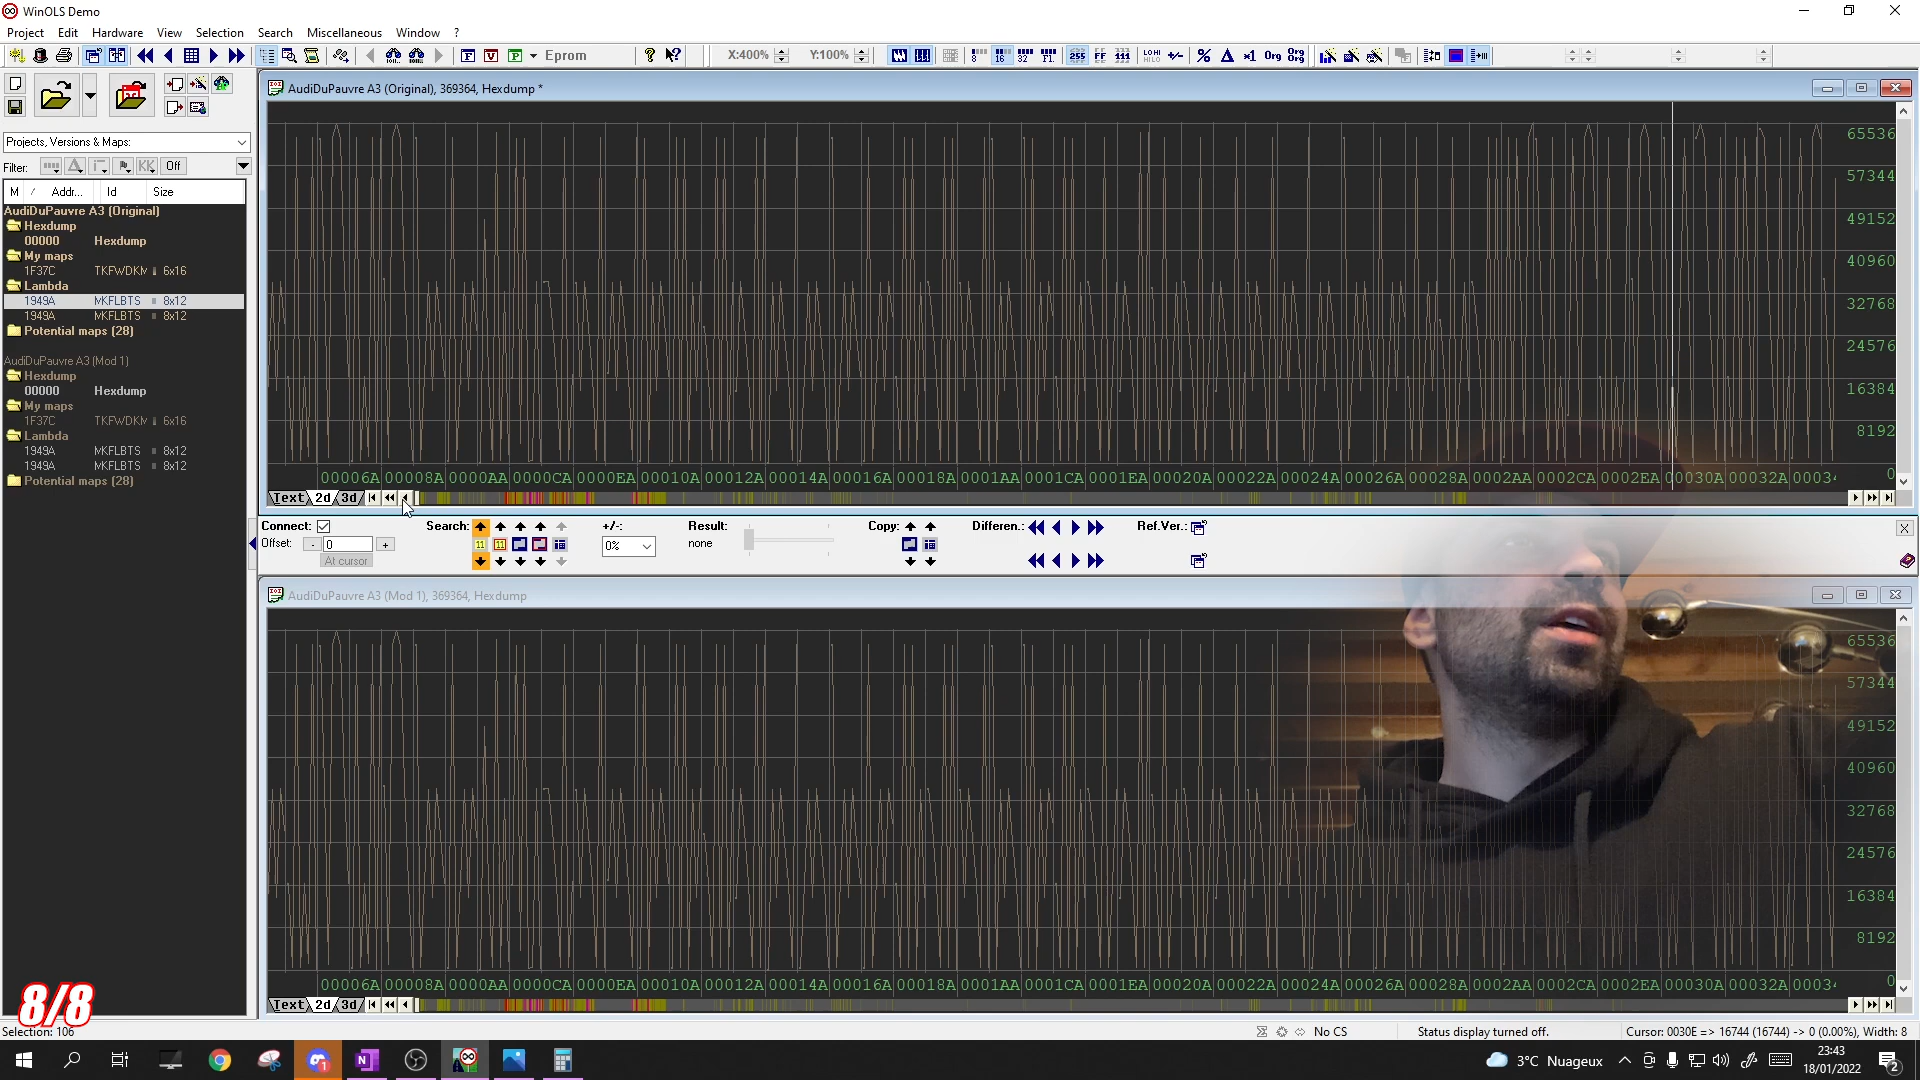 WinOLS Demo
Project Edit Hardware View Selection Search Miscellaneous Window ?
Eprom X:400% Y:100%
AudiDuPauvre A3 (Original), 369364, Hexdump *
Projects, Versions & Maps:
Filter: Off
M / Addr... Id Size
AudiDuPauvre A3 (Original)
Hexdump
00000 Hexdump
My maps
1F37C TKFWDKM 6x16
Lambda
1949A MKFLBTS 8x12
1949A MKFLBTS 8x12
Potential maps (28)
AudiDuPauvre A3 (Mod 1)
Hexdump
00000 Hexdump
My maps
1F37C TKFWDKM 6x16
Lambda
1949A MKFLBTS 8x12
1949A MKFLBTS 8x12
Potential maps (28)
65536
57344
49152
40960
32768
24576
16384
8192
0
00006A 00008A 0000AA 0000CA 0000EA 00010A 00012A 00014A 00016A 00018A 0001AA 0001CA 0001EA 00020A 00022A 00024A 00026A 00028A 0002AA 0002CA 0002EA 00030A 00032A 00034
Text 2d 3d
Connect: Search: +/-: Result: Copy: Differen.: Ref.Ver.:
Offset: - 0 + 0% none
At cursor
AudiDuPauvre A3 (Mod 1), 369364, Hexdump
65536
57344
49152
40960
32768
24576
16384
8192
0
00006A 00008A 0000AA 0000CA 0000EA 00010A 00012A 00014A 00016A 00018A 0001AA 0001CA 0001EA 00020A 00022A 00024A 00026A 00028A 0002AA 0002CA 0002EA 00030A 00032A 00034
Text 2d 3d
8/8
Selection: 106 No CS Status display turned off. Cursor: 0030E => 16744 (16744) -> 0 (0.00%), Width: 8
3°C Nuageux
23:43
18/01/2022
2